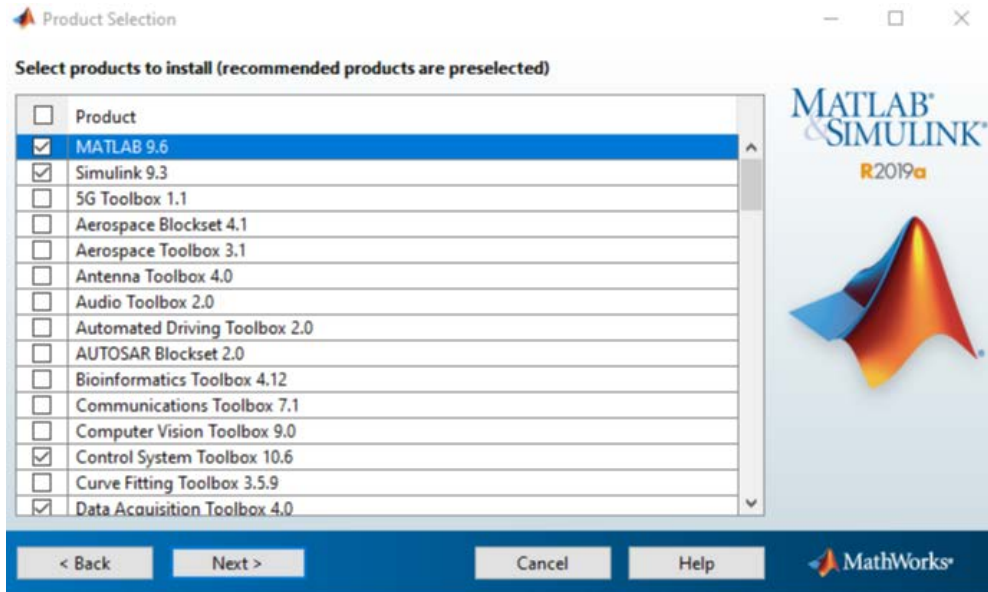 Product Selection
Select products to install (recommended products are preselected)
Product
MATLAB 9.6
Simulink 9.3
5G Toolbox 1.1
Aerospace Blockset 4.1
Aerospace Toolbox 3.1
Antenna Toolbox 4.0
Audio Toolbox 2.0
Automated Driving Toolbox 2.0
AUTOSAR Blockset 2.0
Bioinformatics Toolbox 4.12
Communications Toolbox 7.1
Computer Vision Toolbox 9.0
Control System Toolbox 10.6
Curve Fitting Toolbox 3.5.9
Data Acquisition Toolbox 4.0
MATLAB®
&SIMULINK®
R2019a
< Back
Next >
Cancel
Help
MathWorks®